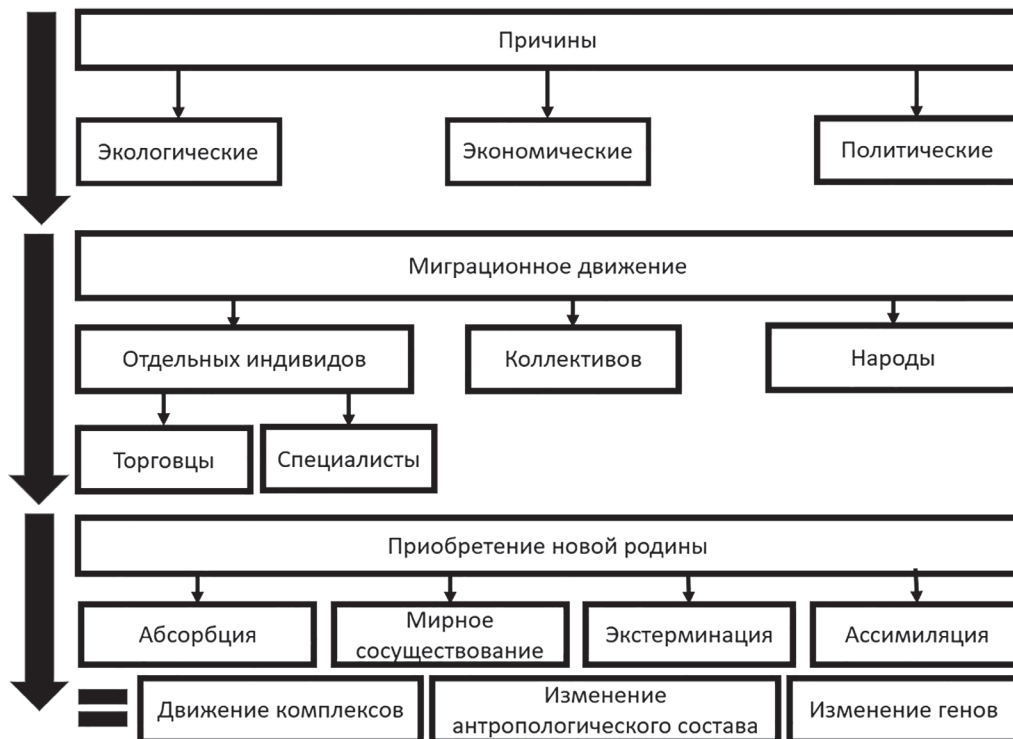 Причины
Экологические
Экономические
Политические
Миграционное движение
Отдельных индивидов
Коллективов
Народы
Торговцы
Специалисты
Приобретение новой родины
Абсорбция
Мирное
сосуществование
Экстерминация
Ассимиляция
Движение комплексов
Изменение
антропологического состава
Изменение генов